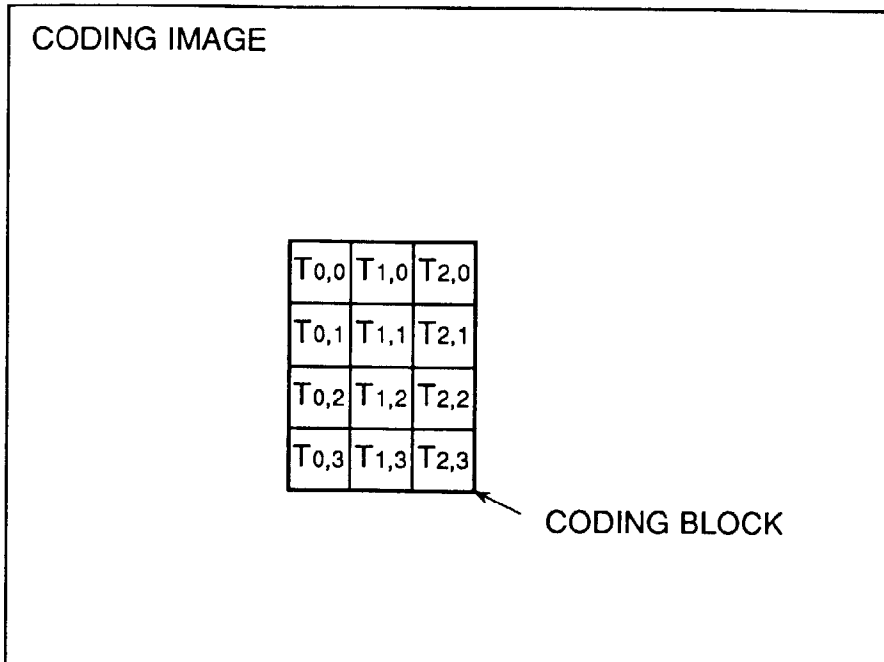 CODING IMAGE
T0,0 T1,0 T2,0
T0,1 T1,1 T2,1
T0,2 T1,2 T2,2
T0,3 T1,3 T2,3
CODING BLOCK